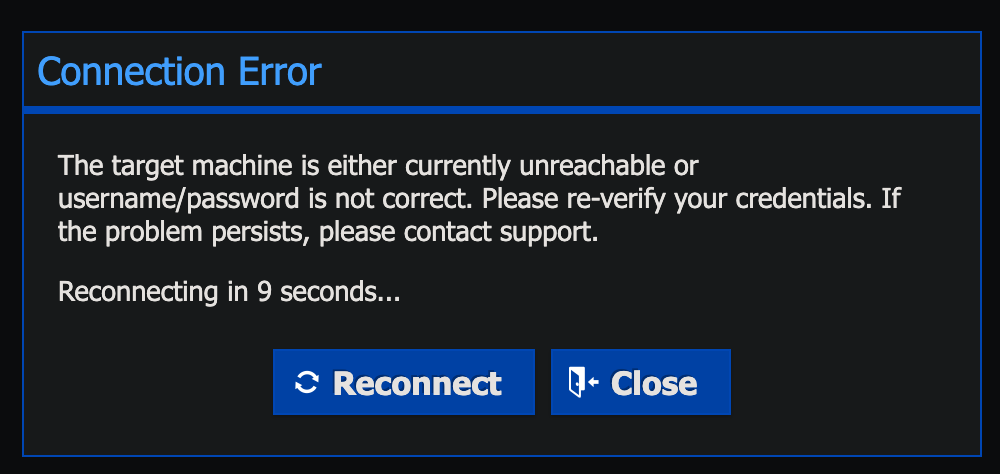 Connection Error
The target machine is either currently unreachable or
username/password is not correct. Please re-verify your credentials. If
the problem persists, please contact support.
Reconnecting in 9 seconds...
Reconnect
Close